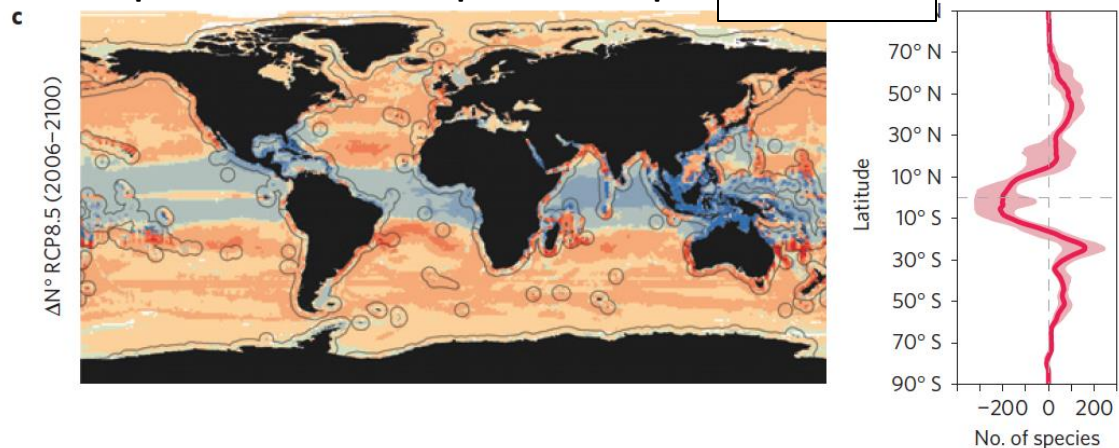 c
ΔN° RCP8.5 (2006–2100)
Latitude
70° N
50° N
30° N
10° N
10° S
30° S
50° S
70° S
90° S
−200 0 200
No. of species